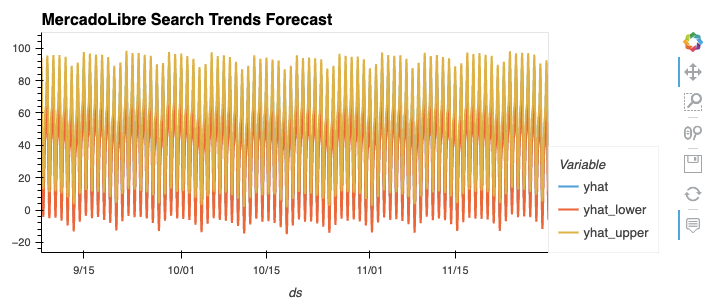 MercadoLibre Search Trends Forecast
100
80
60
40
20
0
−20
9/15
10/01
10/15
11/01
11/15
ds
Variable
yhat
yhat_lower
yhat_upper